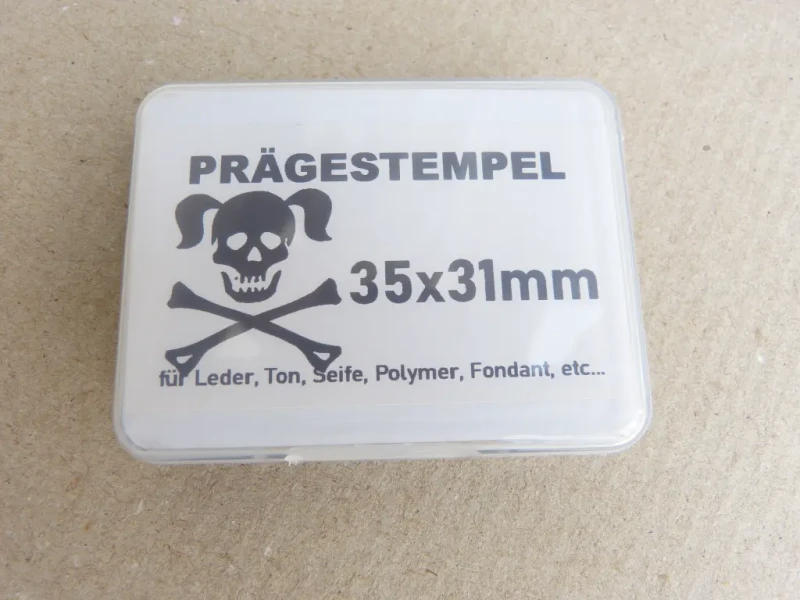 PRÄGESTEMPEL
35x31mm
für Leder, Ton, Seife, Polymer, Fondant, etc...